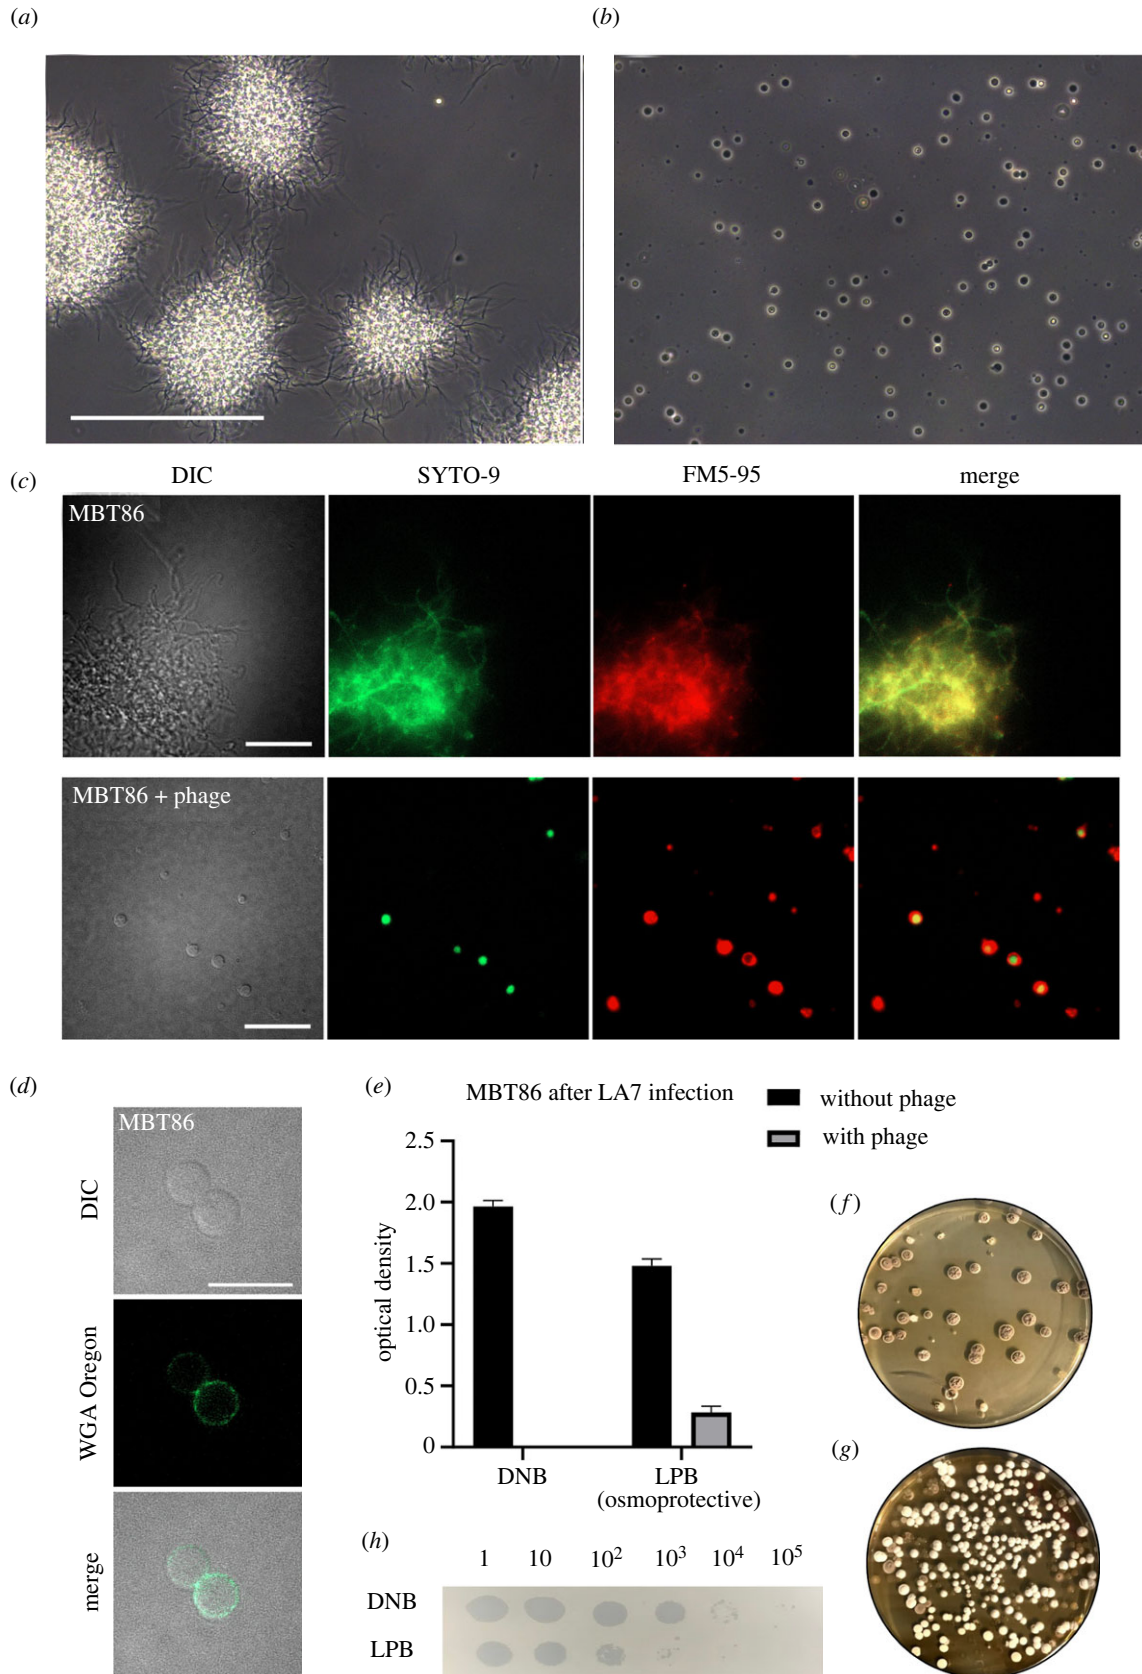 (a)
(b)
(c)
DIC SYTO-9 FM5-95 merge
MBT86
MBT86 + phage
(d)
MBT86
DIC
WGA Oregon
merge
(e)
MBT86 after LA7 infection
without phage
with phage
2.5
2.0
1.5
1.0
0.5
0
optical density
DNB LPB
(osmoprotective)
(f)
(g)
(h)
1 10 10² 10³ 10⁴ 10⁵
DNB
LPB